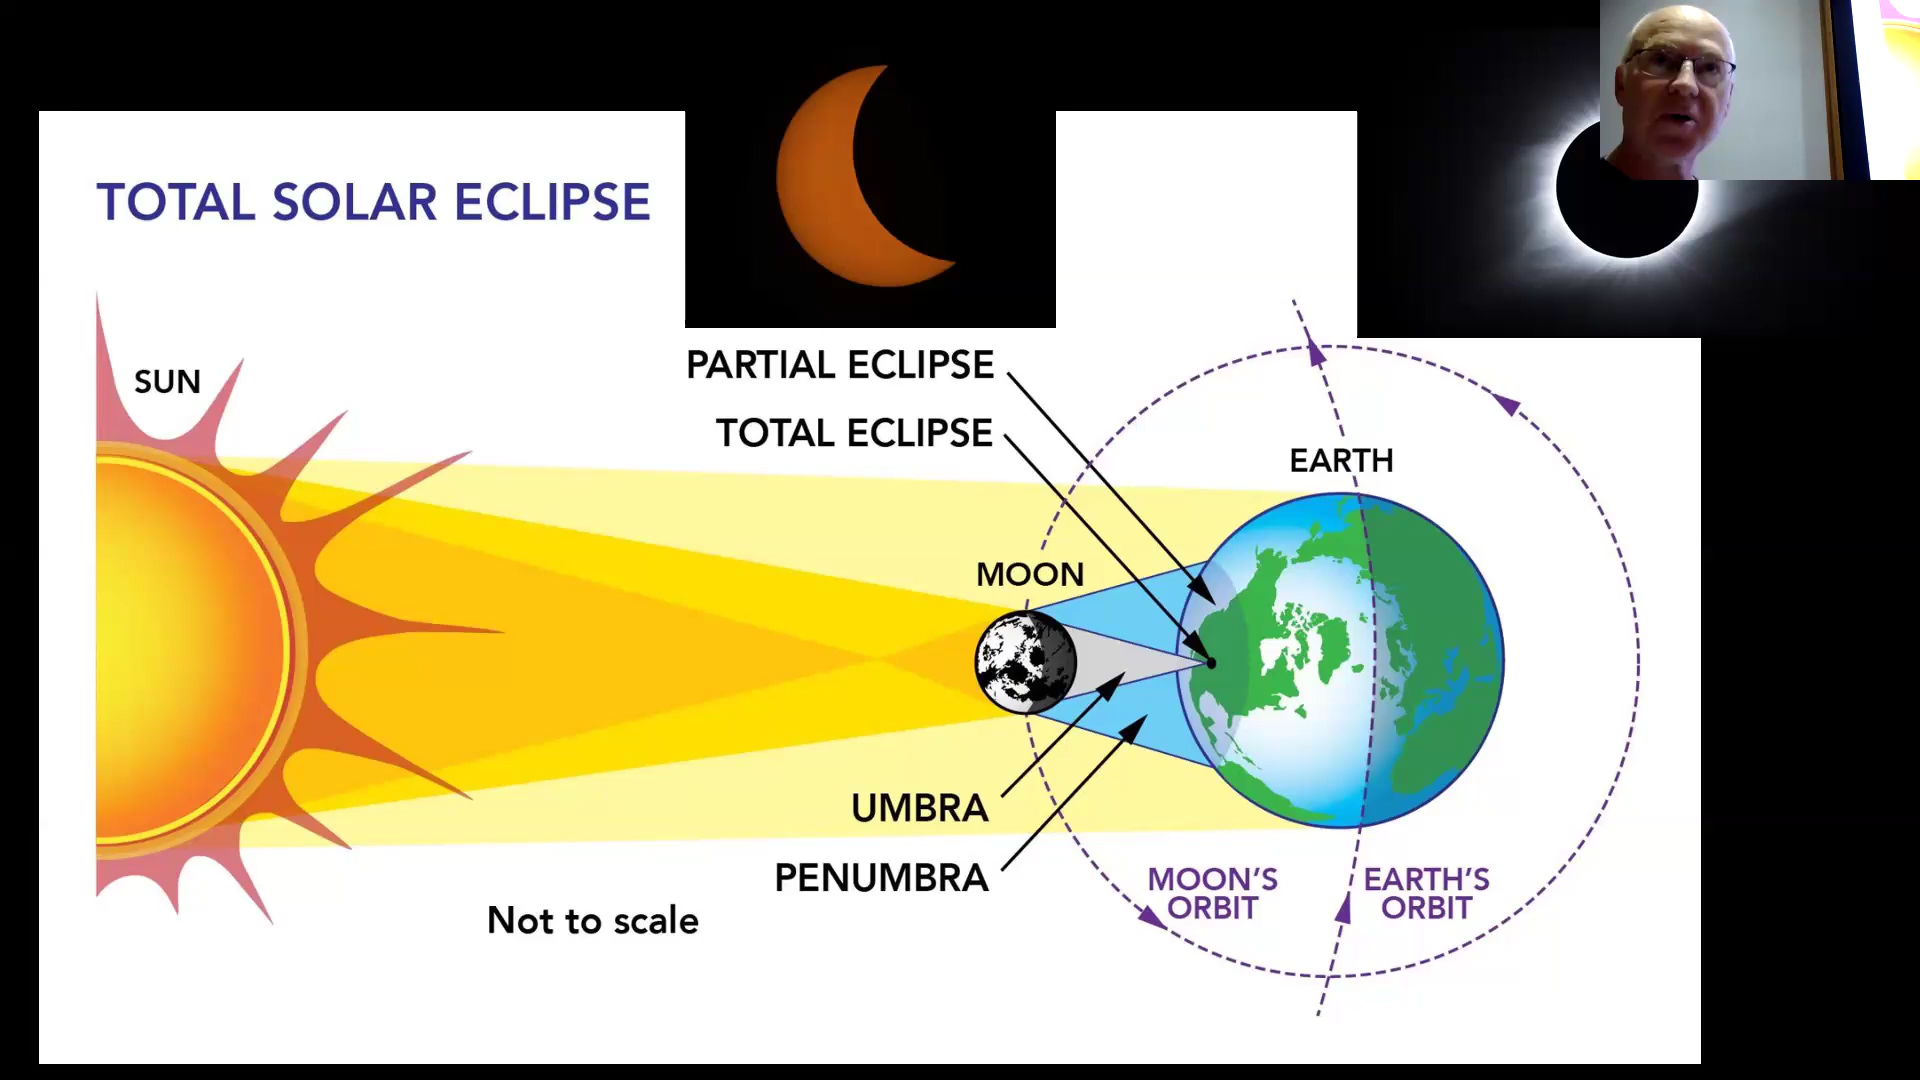 TOTAL SOLAR ECLIPSE
SUN
PARTIAL ECLIPSE
TOTAL ECLIPSE
EARTH
MOON
UMBRA
PENUMBRA
MOON'S
ORBIT
EARTH'S
ORBIT
Not to scale